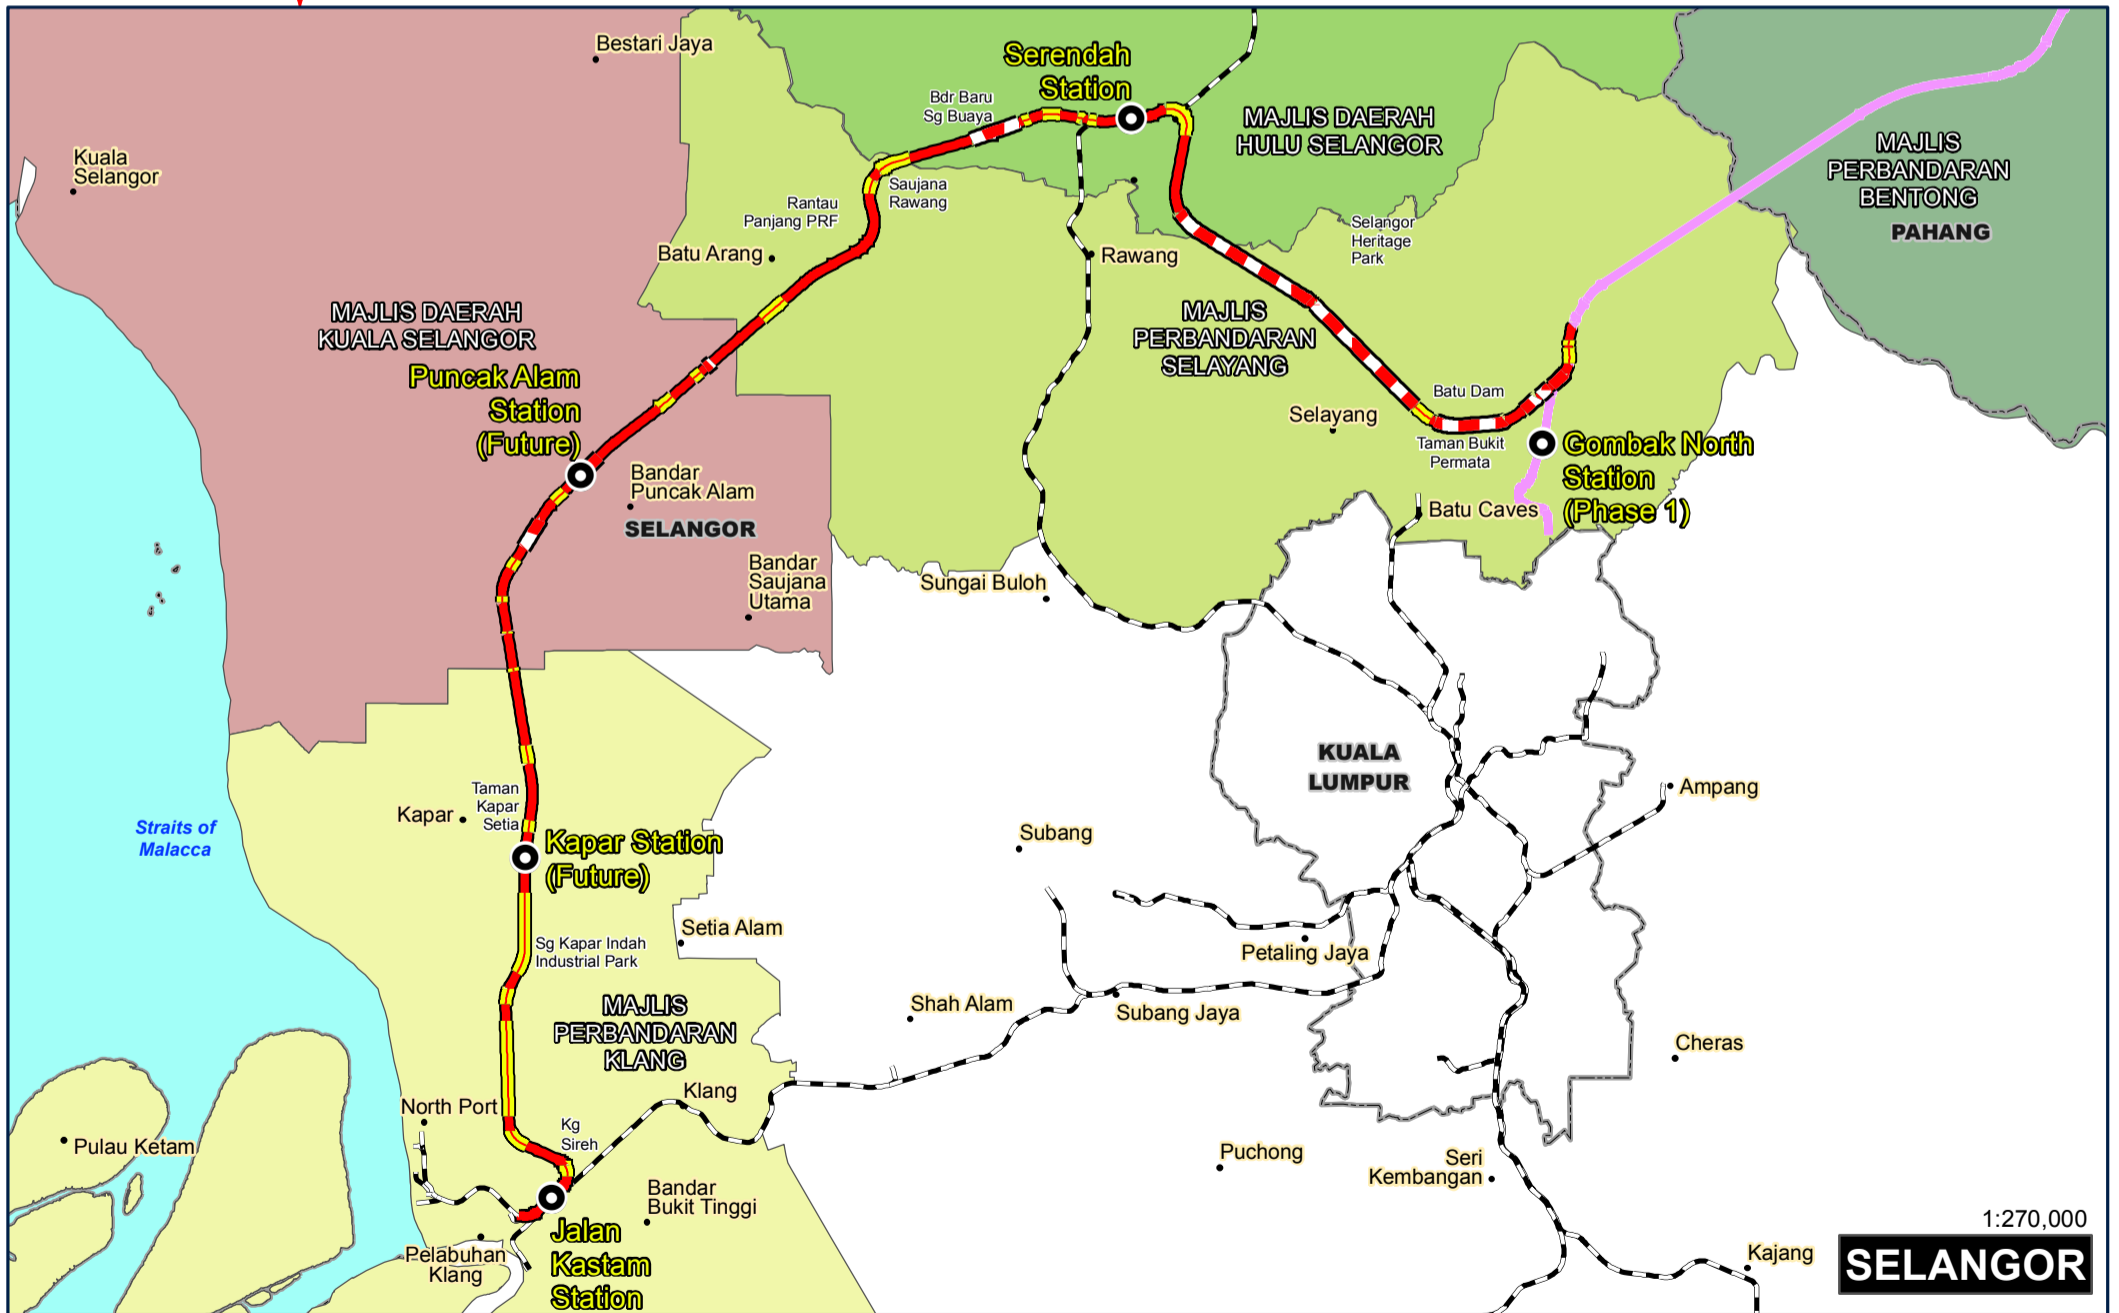 Bestari Jaya
Serendah
Station
Bdr Baru
Sg Buaya
MAJLIS DAERAH
HULU SELANGOR
MAJLIS
PERBANDARAN
BENTONG
PAHANG
Kuala
Selangor
Saujana
Rawang
Rantau
Panjang PRF
Batu Arang
Rawang
Selangor
Heritage
Park
MAJLIS DAERAH
KUALA SELANGOR
MAJLIS
PERBANDARAN
SELAYANG
Puncak Alam
Station
(Future)
Batu Dam
Selayang
Taman Bukit
Permata
Gombak North
Station
(Phase 1)
Bandar
Puncak Alam
SELANGOR
Batu Caves
Bandar
Saujana
Utama
Sungai Buloh
KUALA
LUMPUR
Ampang
Taman
Kapar
Setia
Kapar
Straits of
Malacca
Kapar Station
(Future)
Subang
Setia Alam
Sg Kapar Indah
Industrial Park
Petaling Jaya
MAJLIS
PERBANDARAN
KLANG
Shah Alam
Subang Jaya
Cheras
Klang
North Port
Kg
Sireh
Pulau Ketam
Puchong
Seri
Kembangan
Bandar
Bukit Tinggi
Jalan
Kastam
Station
Pelabuhan
Klang
Kajang
1:270,000
SELANGOR